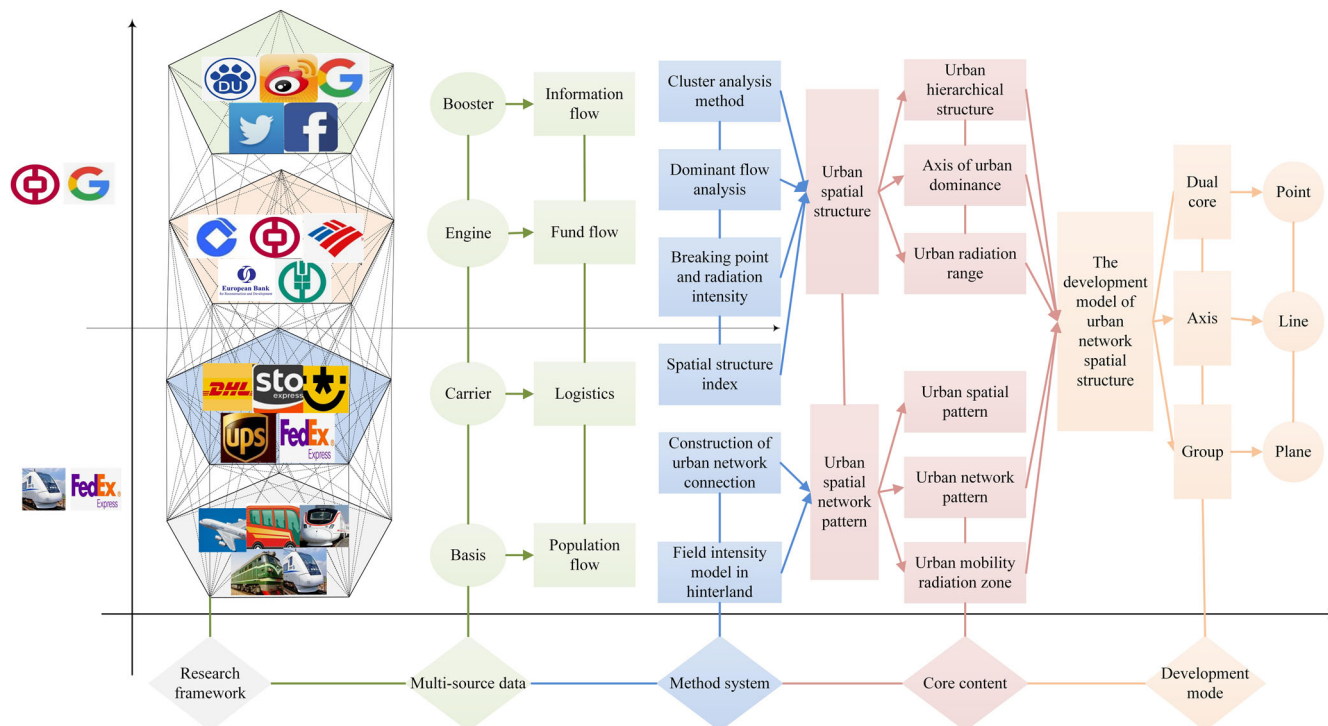 DU
G
f
G
European Bank
for Reconstruction and Development
DHL
sto
express
ups
FedEx
Express
FedEx®
Express
Booster
Information
flow
Engine
Fund flow
Carrier
Logistics
Basis
Population
flow
Cluster analysis
method
Dominant flow
analysis
Breaking point
and radiation
intensity
Spatial structure
index
Construction of
urban network
connection
Field intensity
model in
hinterland
Urban
spatial
structure
Urban
spatial
network
pattern
Urban
hierarchical
structure
Axis of urban
dominance
Urban radiation
range
Urban spatial
pattern
Urban network
pattern
Urban mobility
radiation zone
The
development
model of
urban
network
spatial
structure
Dual
core
Axis
Group
Point
Line
Plane
Research
framework
Multi-source data
Method system
Core content
Development
mode